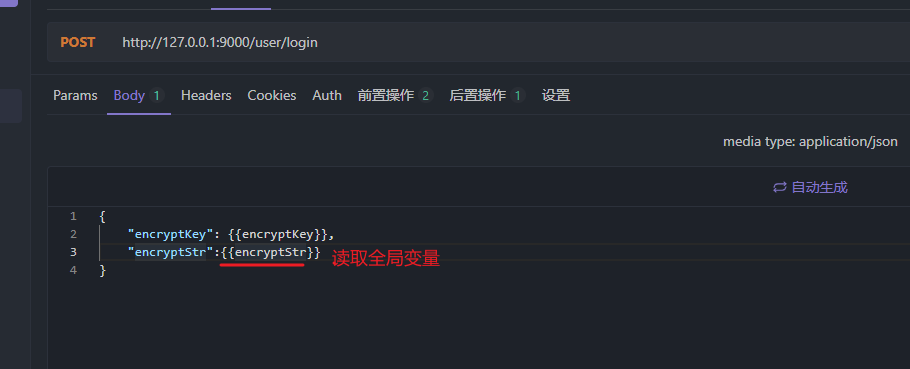 POST http://127.0.0.1:9000/user/login
Params Body 1 Headers Cookies Auth 前置操作 2 后置操作 1 设置
media type: application/json
自动生成
1 {
2 "encryptKey": {{encryptKey}},
3 "encryptStr":{{encryptStr}} 读取全局变量
4 }